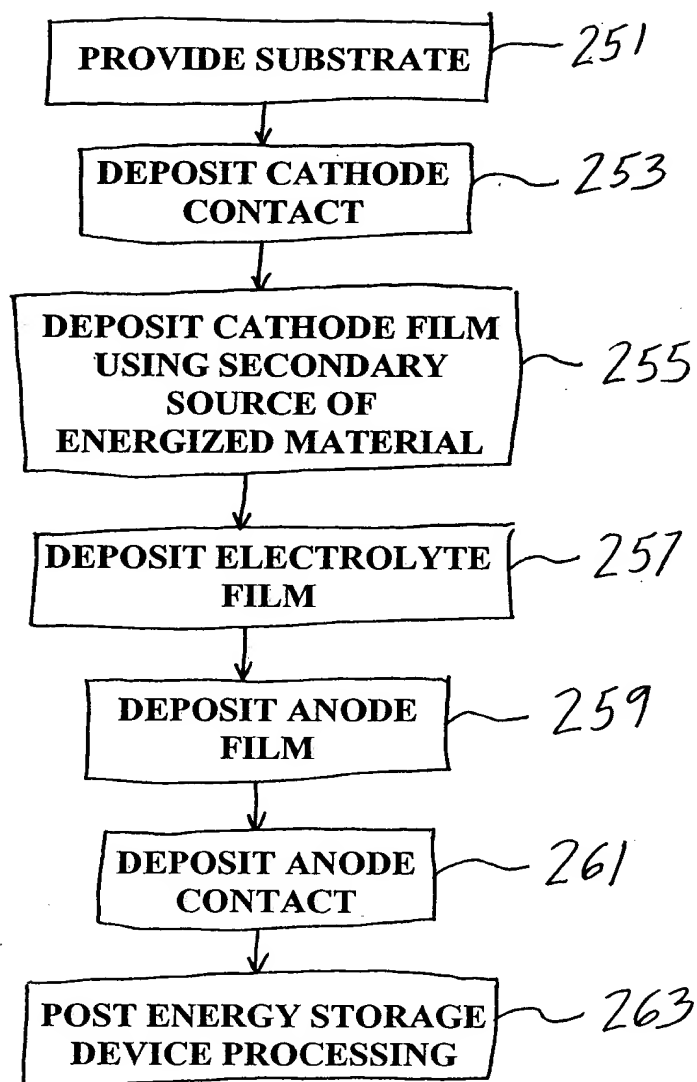 PROVIDE SUBSTRATE
251
DEPOSIT CATHODE
CONTACT
253
DEPOSIT CATHODE FILM
USING SECONDARY
SOURCE OF
ENERGIZED MATERIAL
255
DEPOSIT ELECTROLYTE
FILM
257
DEPOSIT ANODE
FILM
259
DEPOSIT ANODE
CONTACT
261
POST ENERGY STORAGE
DEVICE PROCESSING
263